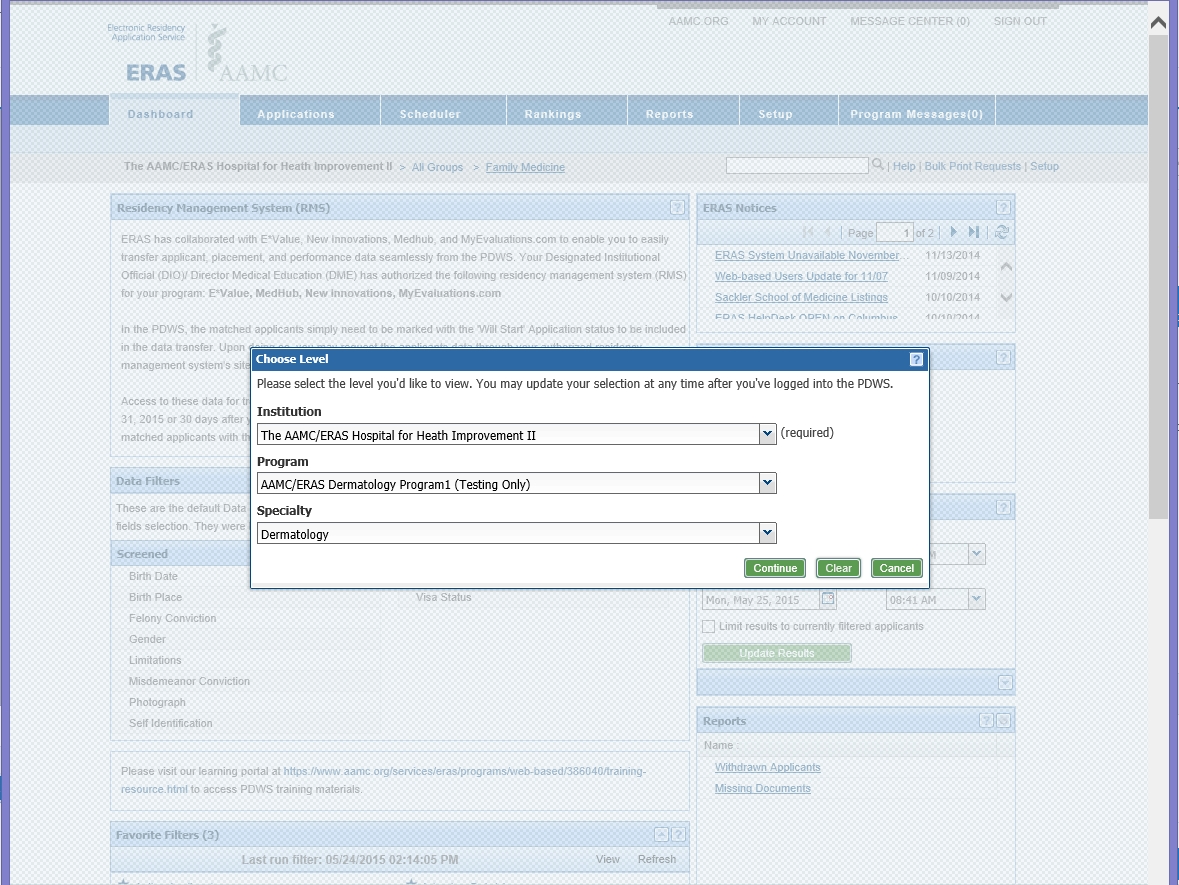 AAMC.ORG MY ACCOUNT MESSAGE CENTER (0) SIGN OUT
Electronic Residency
Application Service
ERAS AAMC
Dashboard Applications Scheduler Rankings Reports Setup Program Messages(0)
The AAMC/ERAS Hospital for Heath Improvement II > All Groups > Family Medicine
| Help | Bulk Print Requests | Setup
Residency Management System (RMS) ?
ERAS has collaborated with E*Value, New Innovations, Medhub, and MyEvaluations.com to enable you to easily
transfer applicant, placement, and performance data seamlessly from the PDWS. Your Designated Institutional
Official (DIO)/ Director Medical Education (DME) has authorized the following residency management system (RMS)
for your program: E*Value, MedHub, New Innovations, MyEvaluations.com
In the PDWS, the matched applicants simply need to be marked with the 'Will Start' Application status to be included
in the data transfer. Upon doing so, you may request the applicants data through your authorized residency
management system's site
Access to these data for
31, 2015 or 30 days after
matched applicants with
ERAS Notices ?
Page 1 of 2
ERAS System Unavailable November... 11/13/2014
Web-based Users Update for 11/07 11/09/2014
Sackler School of Medicine Listings 10/10/2014
ERAS HelpDesk OPEN on Columbus 10/10/2014
?
Choose Level ?
Please select the level you'd like to view. You may update your selection at any time after you've logged into the PDWS.
Institution
The AAMC/ERAS Hospital for Heath Improvement II (required)
Program
AAMC/ERAS Dermatology Program1 (Testing Only)
Specialty
Dermatology
Continue Clear Cancel
Data Filters
These are the default Data
fields selection. They were
Screened
Birth Date
Birth Place Visa Status
Felony Conviction
Gender
Limitations
Misdemeanor Conviction
Photograph
Self Identification
?
Mon, May 25, 2015 08:41 AM
Limit results to currently filtered applicants
Update Results
Reports ?
Name :
Withdrawn Applicants
Missing Documents
Please visit our learning portal at https://www.aamc.org/services/eras/programs/web-based/386040/training-
resource.html to access PDWS training materials.
Favorite Filters (3) ?
Last run filter: 05/24/2015 02:14:05 PM View Refresh